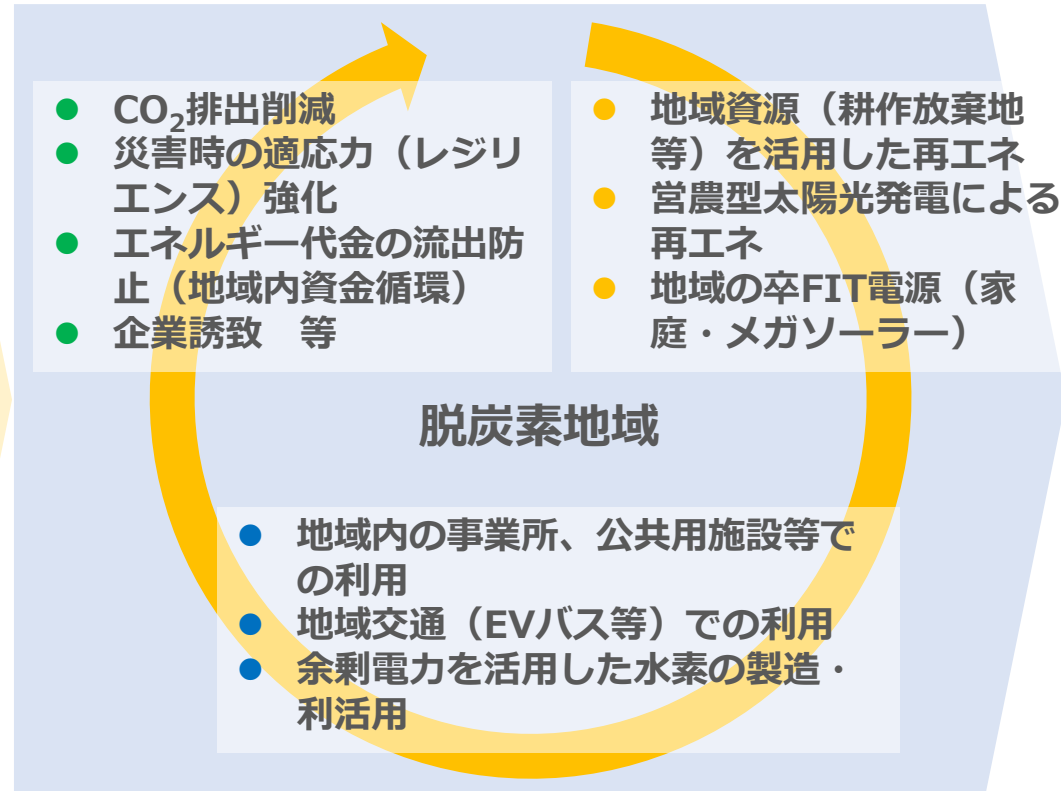 ● CO₂排出削減
● 災害時の適応力（レジリ
エンス）強化
● エネルギー代金の流出防
止（地域内資金循環）
● 企業誘致　等
● 地域資源（耕作放棄地
等）を活用した再エネ
● 営農型太陽光発電による
再エネ
● 地域の卒FIT電源（家
庭・メガソーラー）
脱炭素地域
● 地域内の事業所、公共用施設等で
の利用
● 地域交通（EVバス等）での利用
● 余剰電力を活用した水素の製造・
利活用